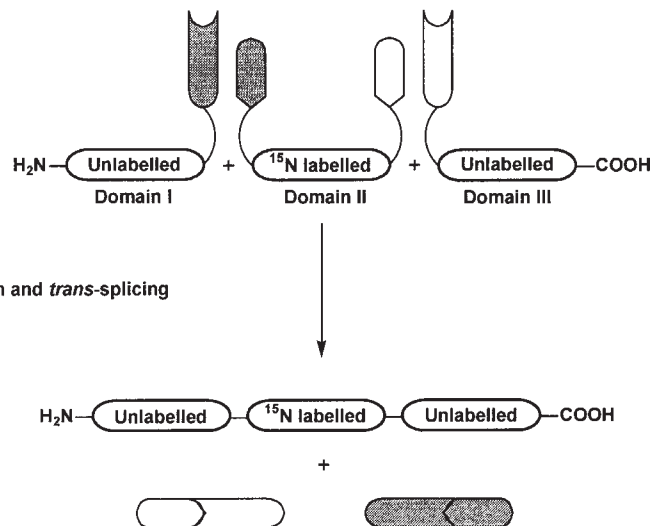 H₂N Unlabelled + ¹⁵N labelled + Unlabelled COOH
Domain I Domain II Domain III
and trans-splicing
H₂N Unlabelled ¹⁵N labelled Unlabelled COOH
+